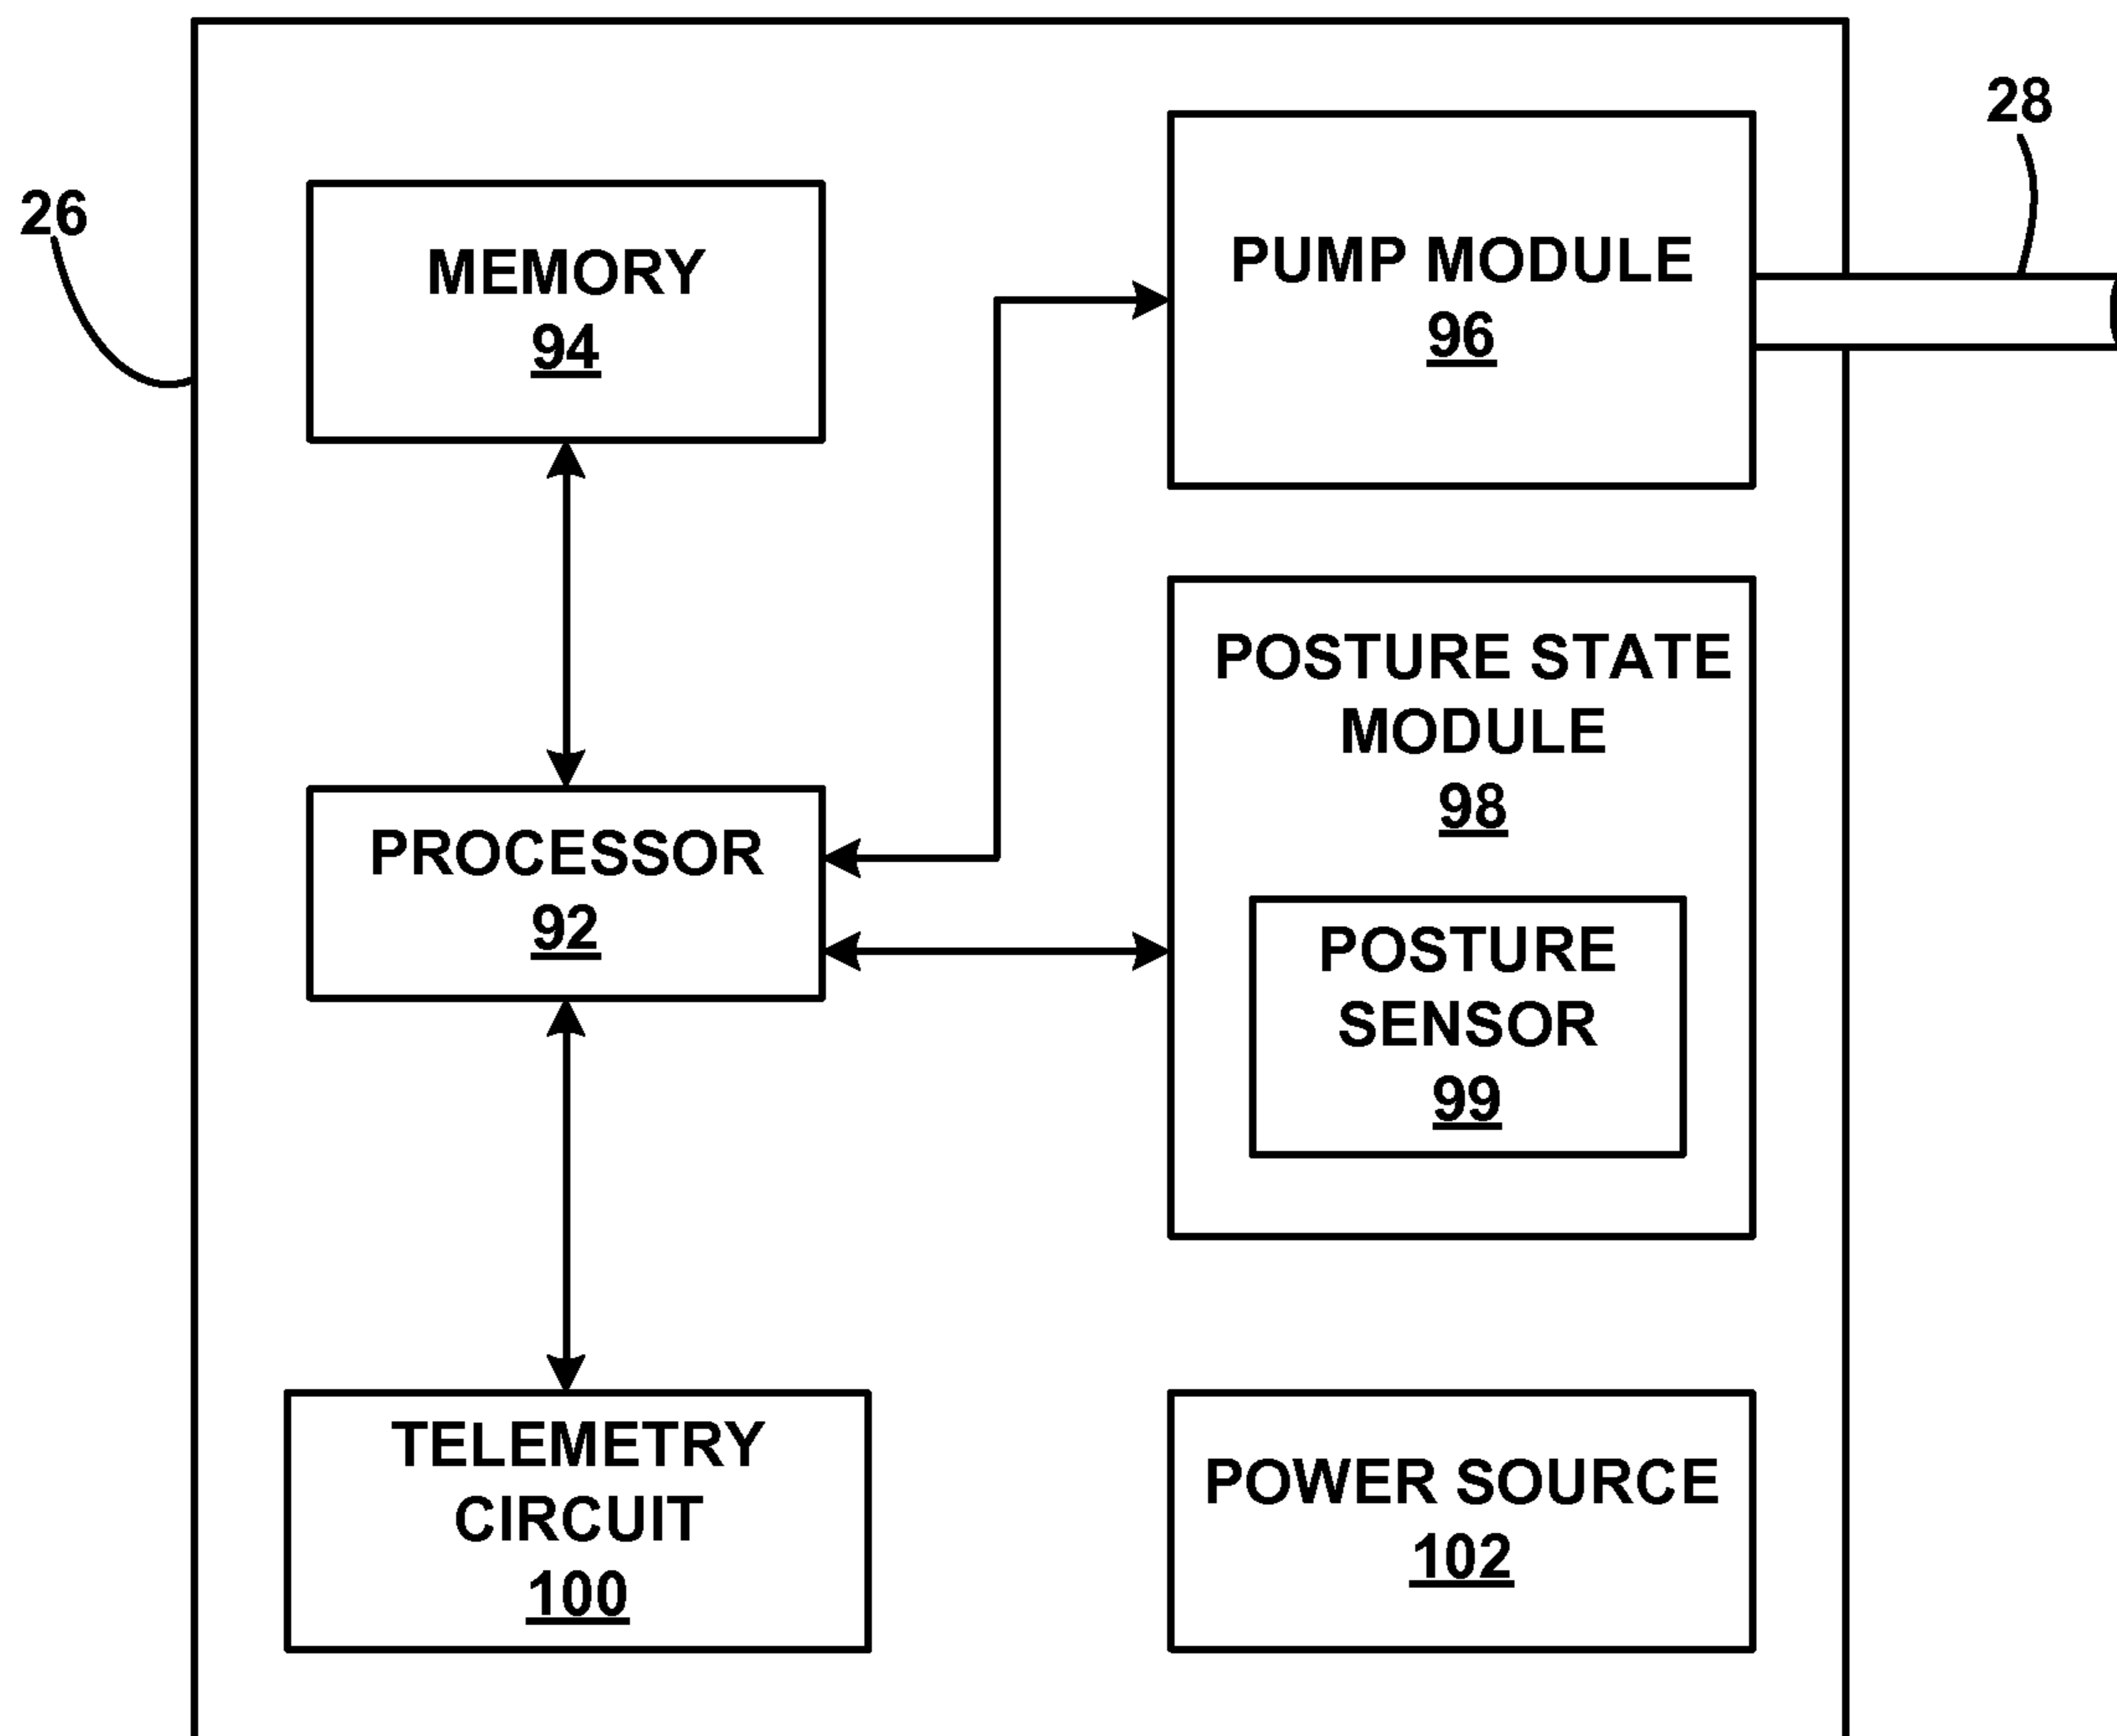 26
28
MEMORY
94
PUMP MODULE
96
POSTURE STATE
MODULE
98
PROCESSOR
92
POSTURE
SENSOR
99
TELEMETRY
CIRCUIT
100
POWER SOURCE
102